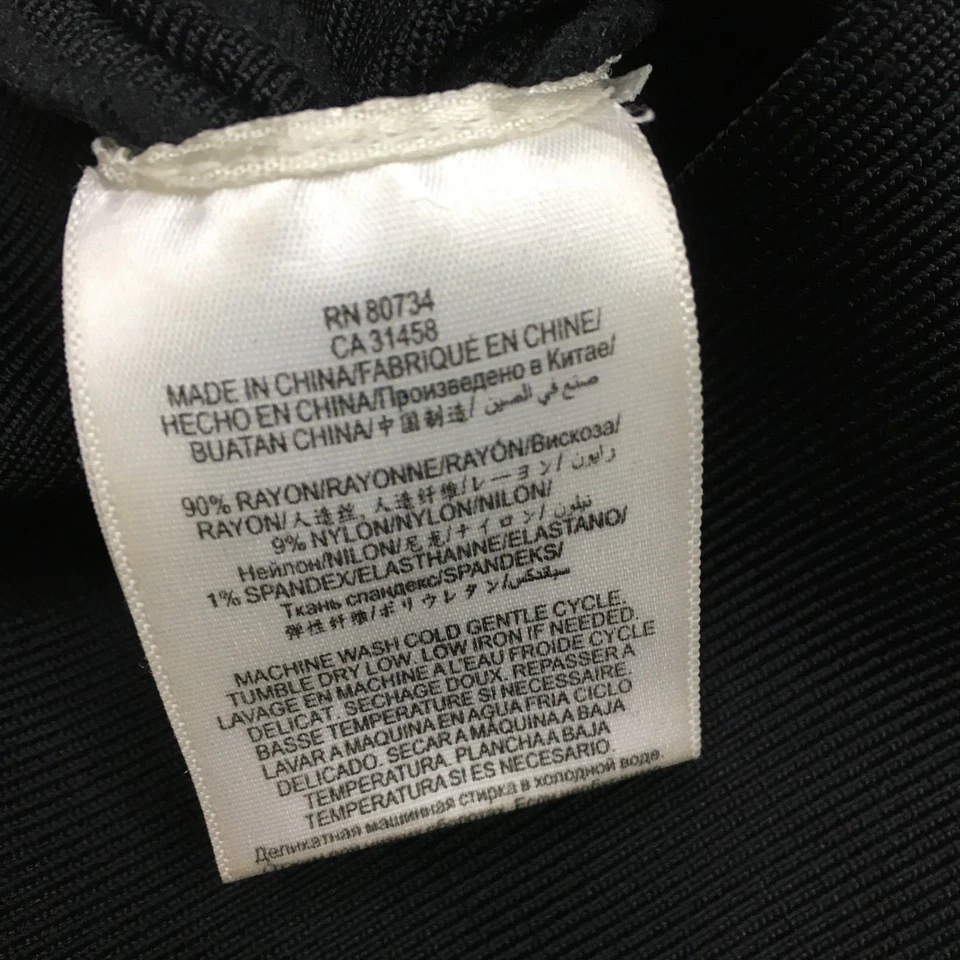 RN 80734
CA 31458
MADE IN CHINA/FABRIQUÉ EN CHINE/
HECHO EN CHINA/Произведено в Китае/
BUATAN CHINA/中国制造/ صنع في الصين
90% RAYON/RAYONNE/RAYÓN/Вискоза/
RAYON/人造丝, 人造纤维/レーヨン/ رايون
9% NYLON/NYLON/NILON/
Нейлон/NILON/尼龙/ナイロン/ نيلون
1% SPANDEX/ELASTHANNE/ELASTANO/
Ткань спандекс/SPANDEKS/
弹性纤维/ポリウレタン/ سباندكس
MACHINE WASH COLD GENTLE CYCLE.
TUMBLE DRY LOW. LOW IRON IF NEEDED.
LAVAGE EN MACHINE A L'EAU FROIDE CYCLE
DELICAT. SECHAGE DOUX. REPASSER A
BASSE TEMPERATURE SI NECESSAIRE.
LAVAR A MAQUINA EN AGUA FRIA CICLO
DELICADO. SECAR A MAQUINA A BAJA
TEMPERATURA. PLANCHA A BAJA
TEMPERATURA SI ES NECESARIO.
Деликатная машинная стирка в холодной воде.